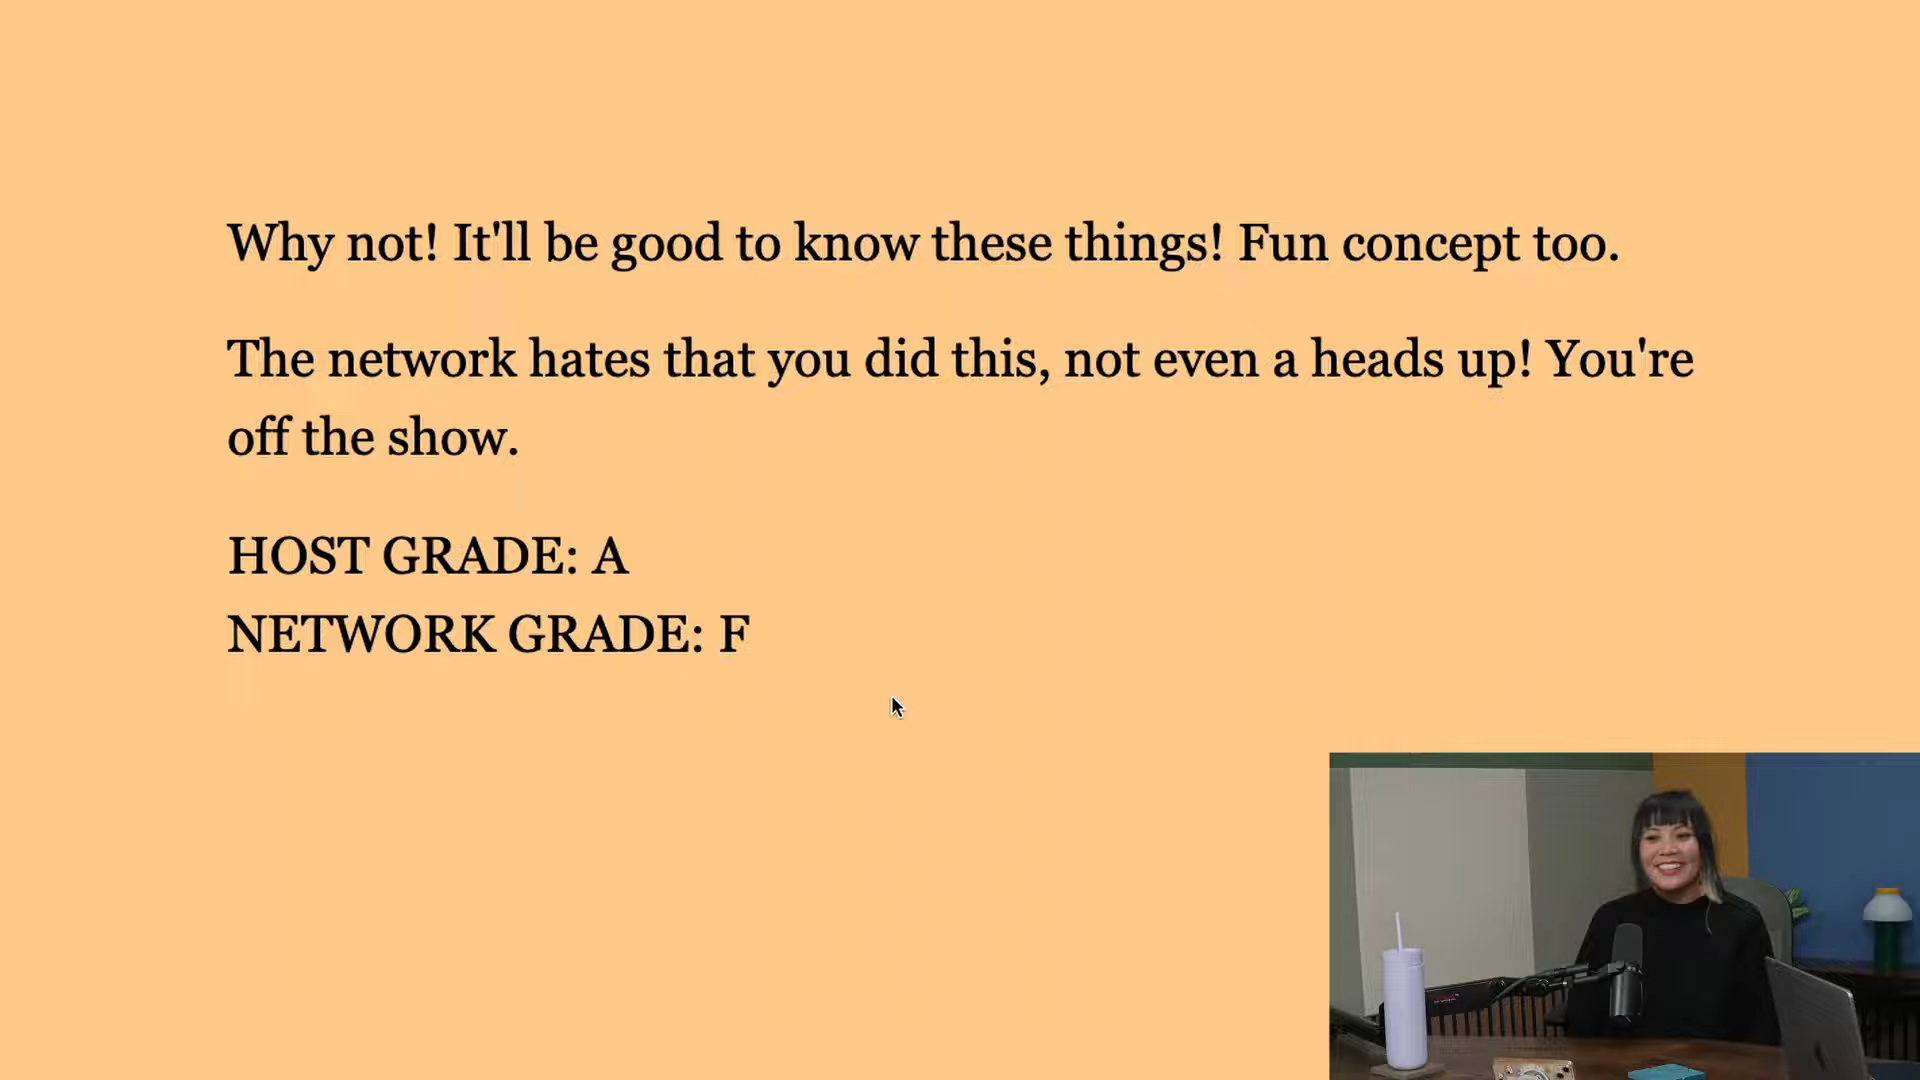 Why not! It'll be good to know these things! Fun concept too.
The network hates that you did this, not even a heads up! You're
off the show.
HOST GRADE: A
NETWORK GRADE: F